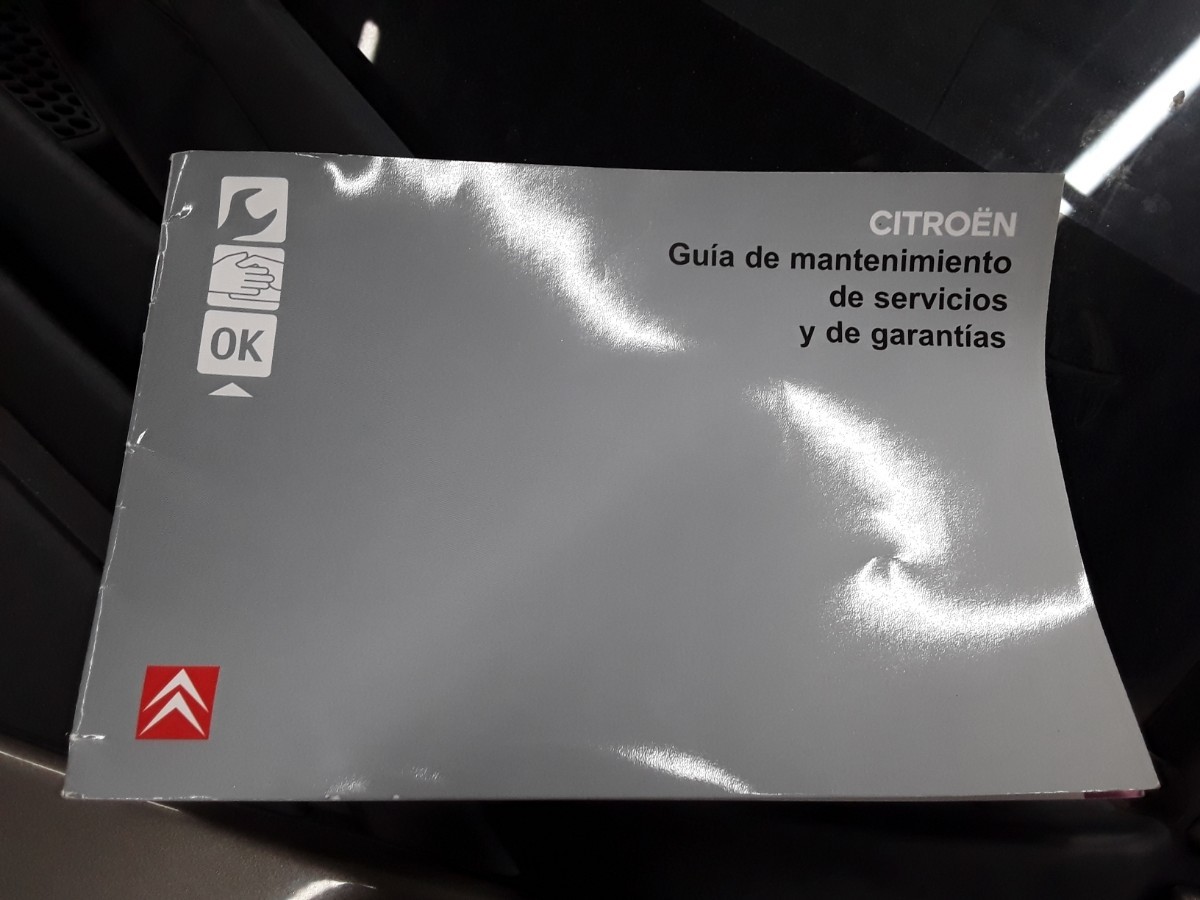 CITROËN
Guía de mantenimiento
de servicios
y de garantías
OK